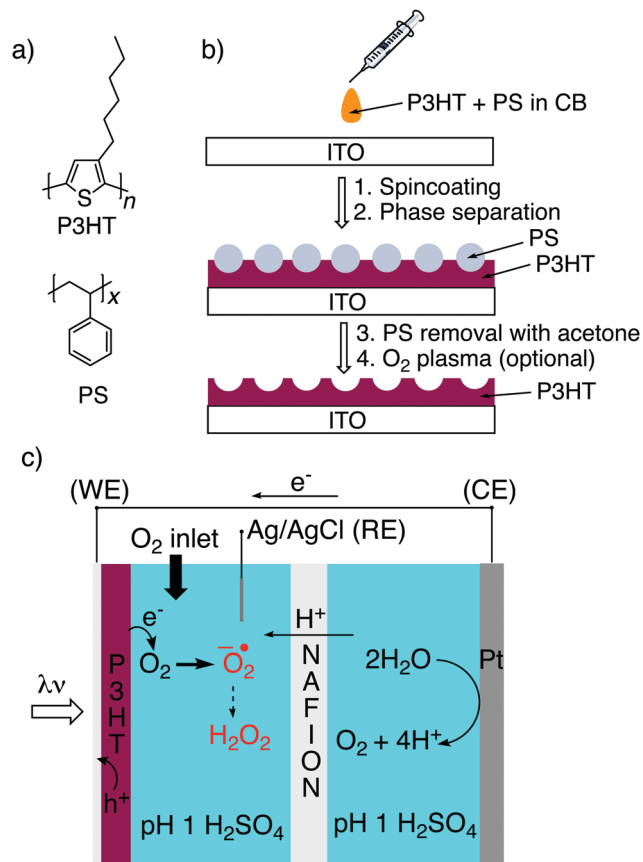 a)
n
P3HT
x
PS
b)
P3HT + PS in CB
ITO
1. Spincoating
2. Phase separation
PS
P3HT
ITO
3. PS removal with acetone
4. O₂ plasma (optional)
P3HT
ITO
c)
(WE)
e⁻
(CE)
O₂ inlet
Ag/AgCl (RE)
e⁻
O₂
⁻O₂•
H₂O₂
P3HT
h⁺
λν
pH 1 H₂SO₄
H⁺
NAFION
2H₂O
O₂ + 4H⁺
Pt
pH 1 H₂SO₄
S